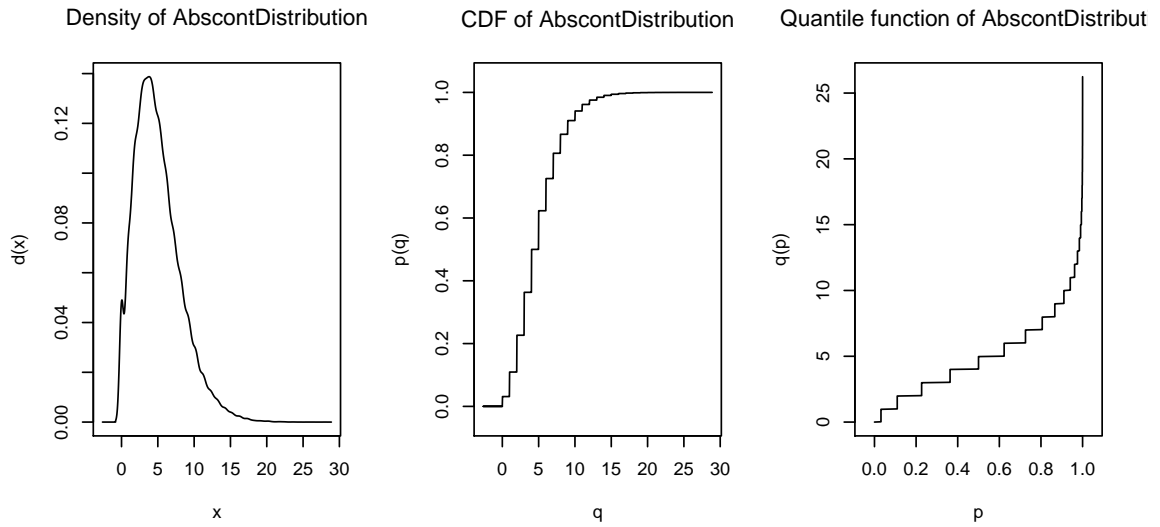 Density of AbscontDistribution
d(x)
0.00
0.04
0.08
0.12
0 5 10 15 20 25 30
x
CDF of AbscontDistribution
p(q)
0.0
0.2
0.4
0.6
0.8
1.0
0 5 10 15 20 25 30
q
Quantile function of AbscontDistribut
q(p)
0
5
10
15
20
25
0.0 0.2 0.4 0.6 0.8 1.0
p